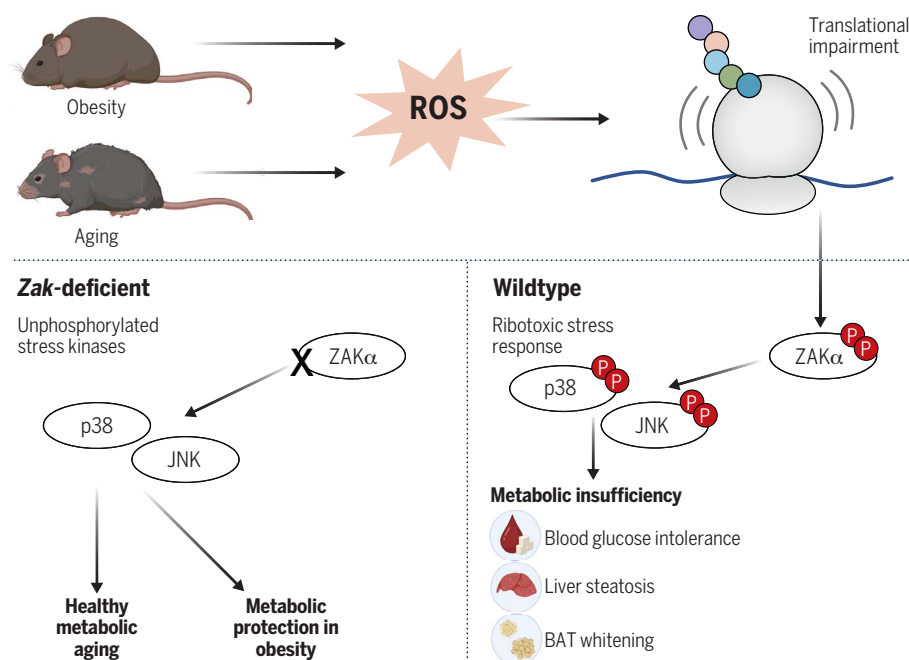 Obesity
Aging
ROS
Translational
impairment
Zak-deficient
Unphosphorylated
stress kinases
X
ZAKα
p38
JNK
Healthy
metabolic
aging
Metabolic
protection in
obesity
Wildtype
Ribotoxic stress
response
P
P
ZAKα
P
P
p38
P
P
JNK
Metabolic insufficiency
Blood glucose intolerance
Liver steatosis
BAT whitening